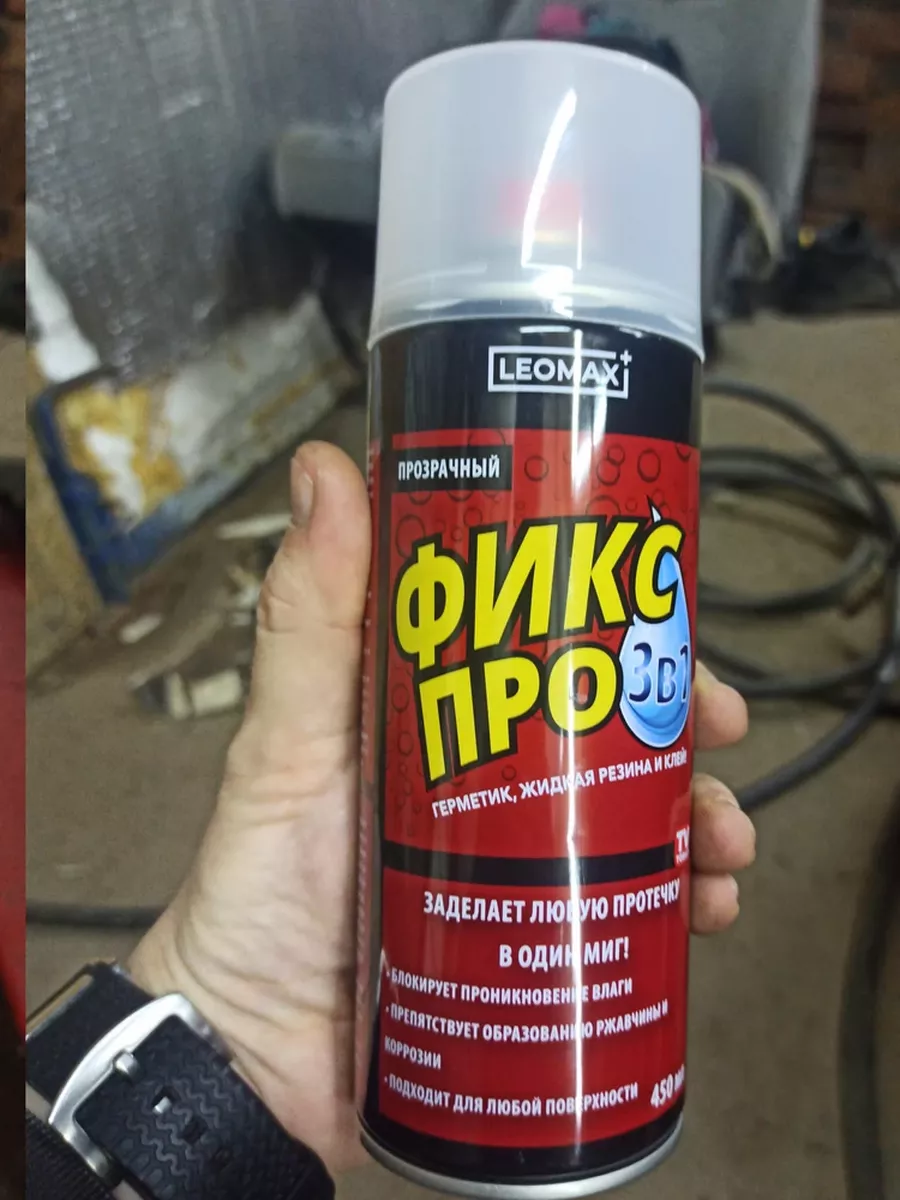 LEOMAX+
ПРОЗРАЧНЫЙ
ФИКС
ПРО
3в1
ГЕРМЕТИК, ЖИДКАЯ РЕЗИНА И КЛЕЙ
TV
ЗАДЕЛАЕТ ЛЮБУЮ ПРОТЕЧКУ
В ОДИН МИГ!
- БЛОКИРУЕТ ПРОНИКНОВЕНИЕ ВЛАГИ
- ПРЕПЯТСТВУЕТ ОБРАЗОВАНИЮ РЖАВЧИНЫ И
КОРРОЗИИ
- ПОДХОДИТ ДЛЯ ЛЮБОЙ ПОВЕРХНОСТИ
450 мл